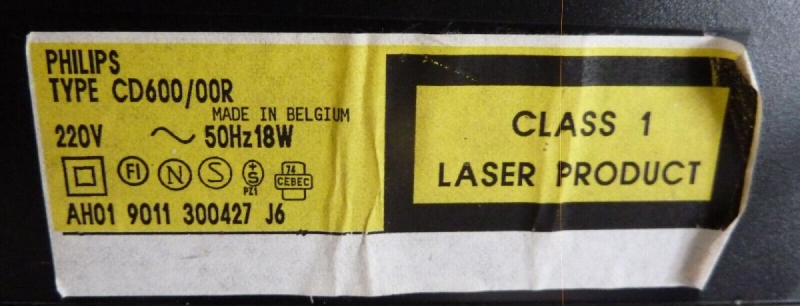 PHILIPS
TYPE CD600/00R
MADE IN BELGIUM
220V ~ 50Hz18W
FI N S +S PZ1 74 CEBEC
AH01 9011 300427 J6
CLASS 1
LASER PRODUCT